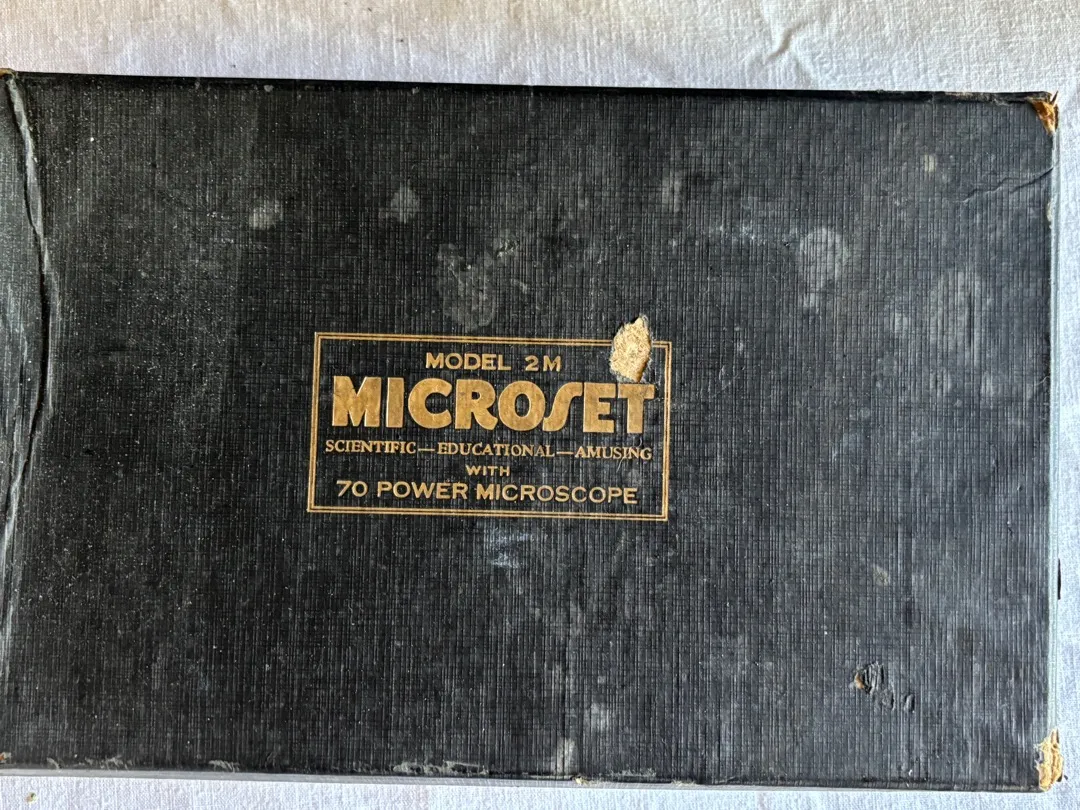 MODEL 2M
MICROSET
SCIENTIFIC—EDUCATIONAL—AMUSING
WITH
70 POWER MICROSCOPE